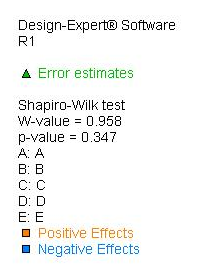 Design-Expert® Software
R1
Error estimates
Shapiro-Wilk test
W-value = 0.958
p-value = 0.347
A: A
B: B
C: C
D: D
E: E
Positive Effects
Negative Effects